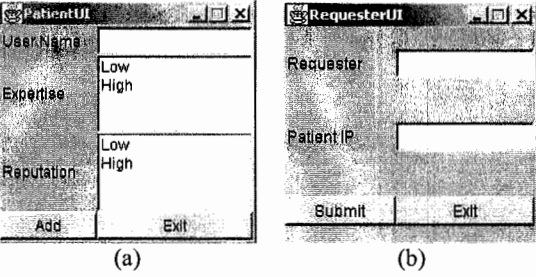 PatientUI
User Name
Expertise
Low
High
Reputation
Low
High
Add
Exit
(a)
RequesterUI
Requester
Patient IP
Submit
Exit
(b)